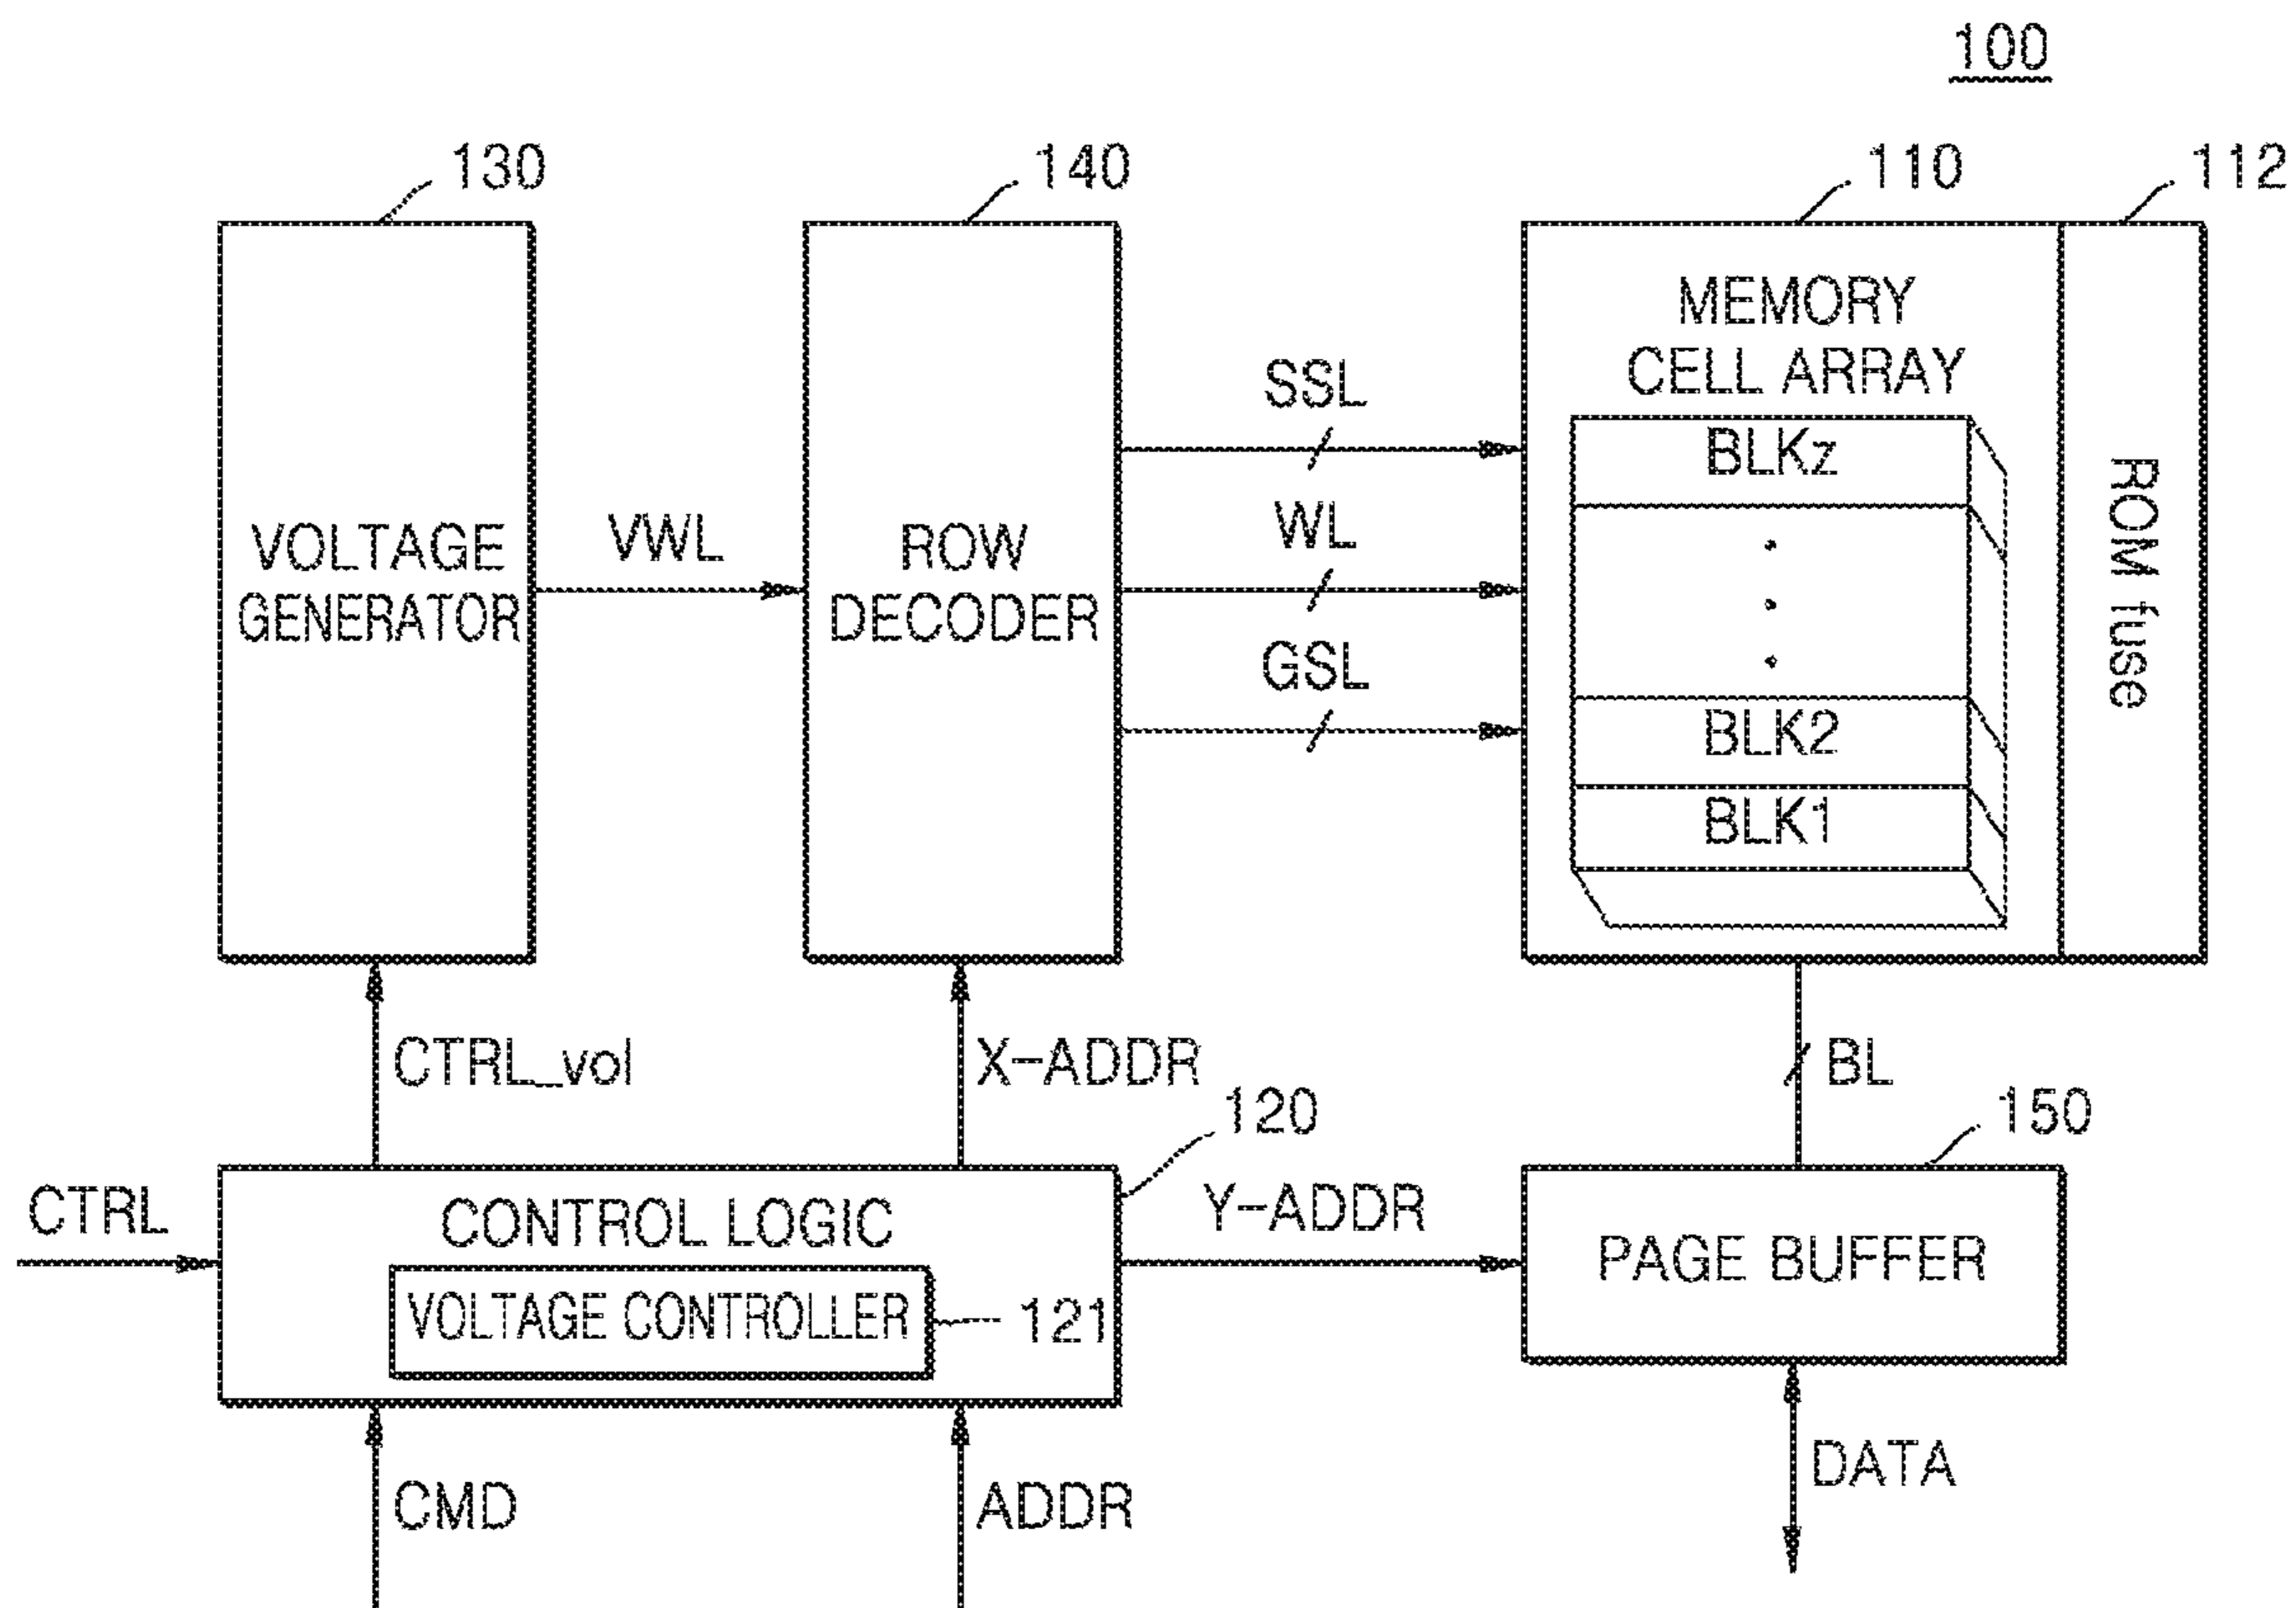 100
130
140
110
112
VOLTAGE
GENERATOR
VWL
ROW
DECODER
SSL
WL
GSL
MEMORY
CELL ARRAY
BLKz
BLK2
BLK1
ROM fuse
CTRL_vol
X-ADDR
BL
120
150
CTRL
CONTROL LOGIC
VOLTAGE CONTROLLER
121
Y-ADDR
PAGE BUFFER
CMD
ADDR
DATA